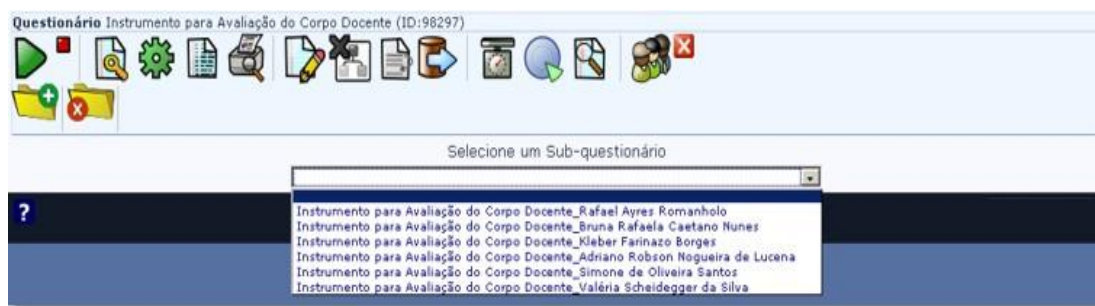 Questionário Instrumento para Avaliação do Corpo Docente (ID:98297)
Selecione um Sub-questionário
Instrumento para Avaliação do Corpo Docente_Rafael Ayres Romanholo
Instrumento para Avaliação do Corpo Docente_Bruna Rafaela Caetano Nunes
Instrumento para Avaliação do Corpo Docente_Kleber Farinazo Borges
Instrumento para Avaliação do Corpo Docente_Adriano Robson Nogueira de Lucena
Instrumento para Avaliação do Corpo Docente_Simone de Oliveira Santos
Instrumento para Avaliação do Corpo Docente_Valéria Scheidegger da Silva
?